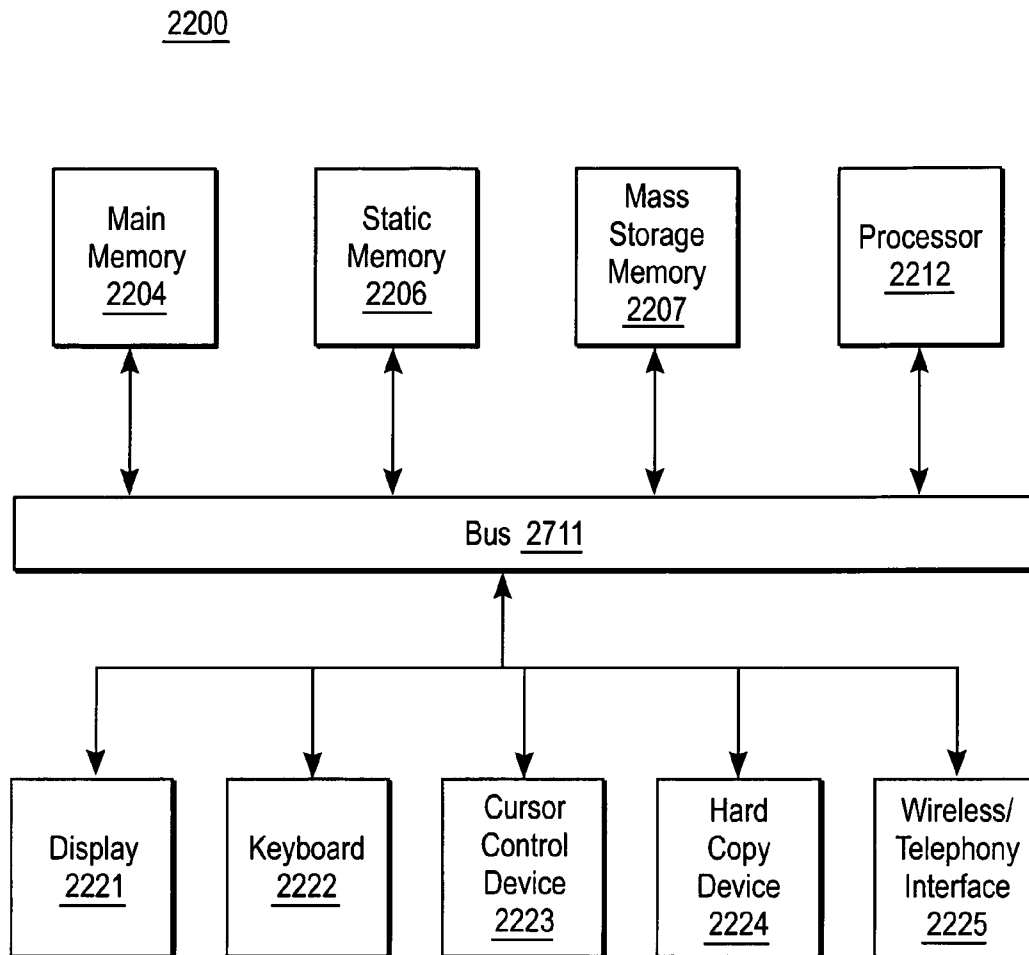 2200
Main
Memory
2204
Static
Memory
2206
Mass
Storage
Memory
2207
Processor
2212
Bus 2711
Display
2221
Keyboard
2222
Cursor
Control
Device
2223
Hard
Copy
Device
2224
Wireless/
Telephony
Interface
2225